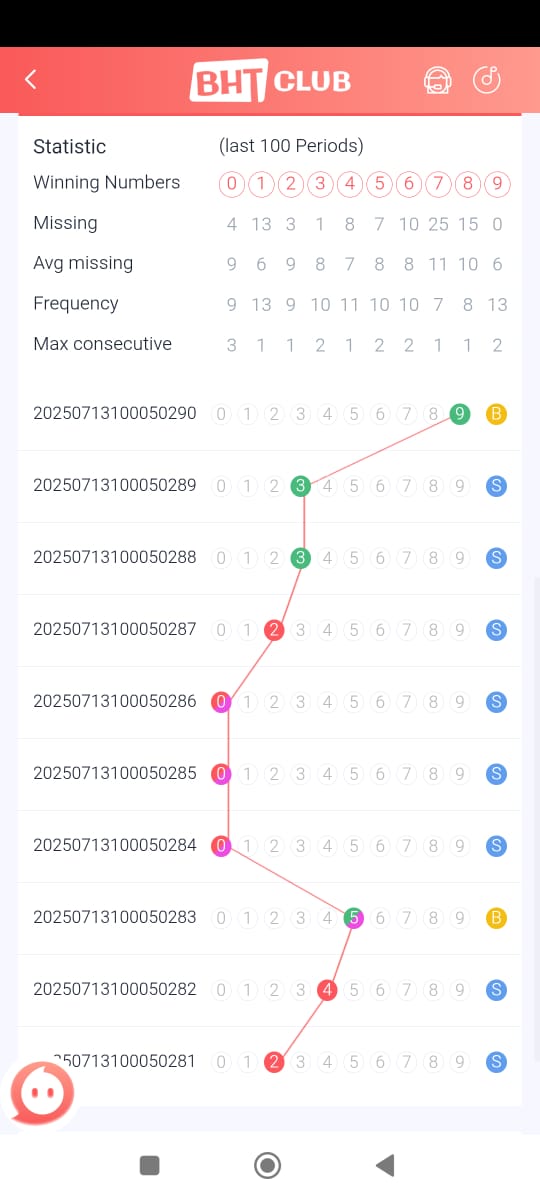 BHT CLUB
Statistic (last 100 Periods)
Winning Numbers 0 1 2 3 4 5 6 7 8 9
Missing 4 13 3 1 8 7 10 25 15 0
Avg missing 9 6 9 8 7 8 8 11 10 6
Frequency 9 13 9 10 11 10 10 7 8 13
Max consecutive 3 1 1 2 1 2 2 1 1 2
20250713100050290 0 1 2 3 4 5 6 7 8 9 B
20250713100050289 0 1 2 3 4 5 6 7 8 9 S
20250713100050288 0 1 2 3 4 5 6 7 8 9 S
20250713100050287 0 1 2 3 4 5 6 7 8 9 S
20250713100050286 0 1 2 3 4 5 6 7 8 9 S
20250713100050285 0 1 2 3 4 5 6 7 8 9 S
20250713100050284 0 1 2 3 4 5 6 7 8 9 S
20250713100050283 0 1 2 3 4 5 6 7 8 9 B
20250713100050282 0 1 2 3 4 5 6 7 8 9 S
250713100050281 0 1 2 3 4 5 6 7 8 9 S